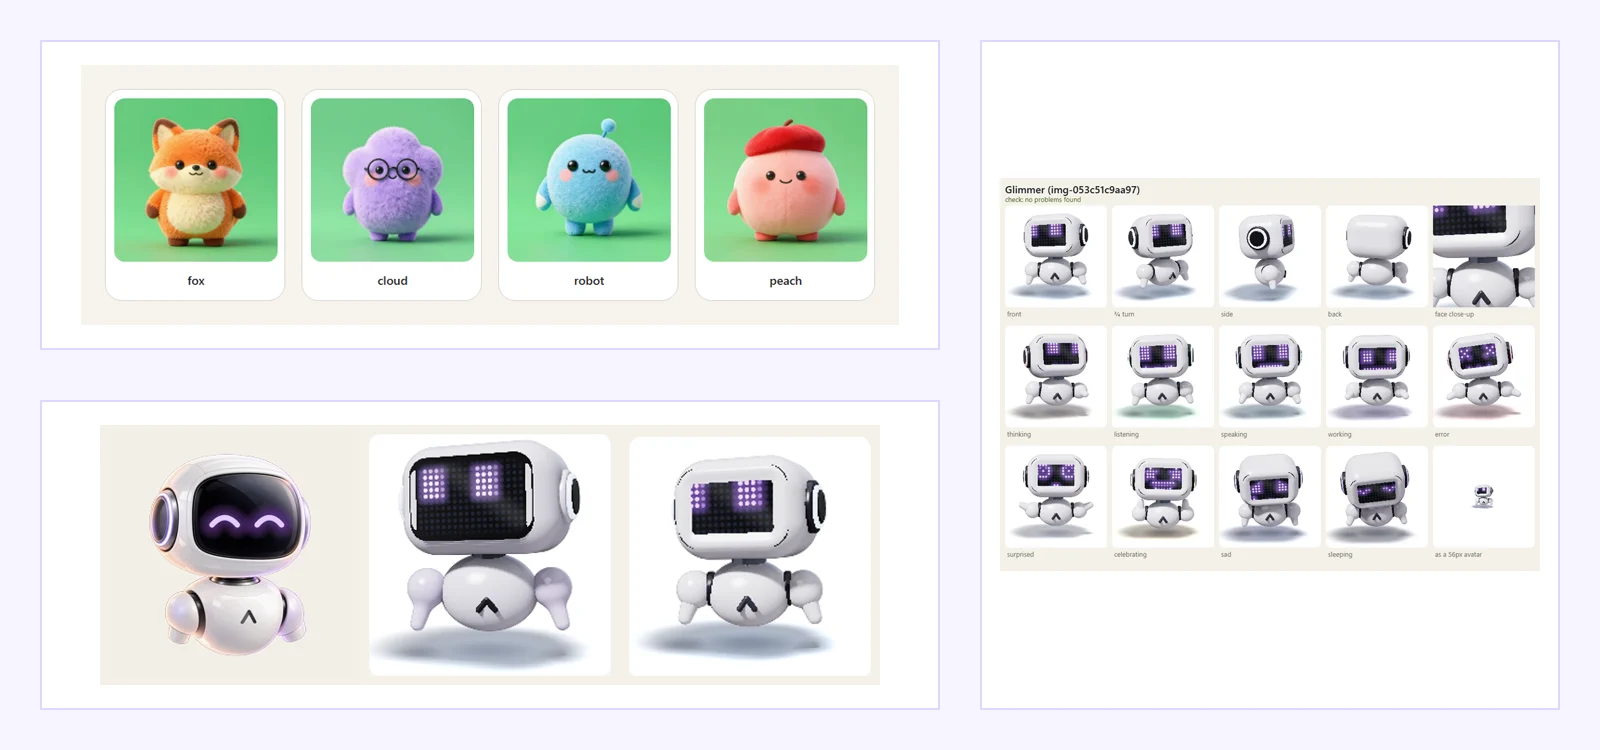 fox
cloud
robot
peach
Glimmer (img-053c51c9aa97)
check: no problems found
front
¾ turn
side
back
face close-up
thinking
listening
speaking
working
error
surprised
celebrating
sad
sleeping
as a 56px avatar